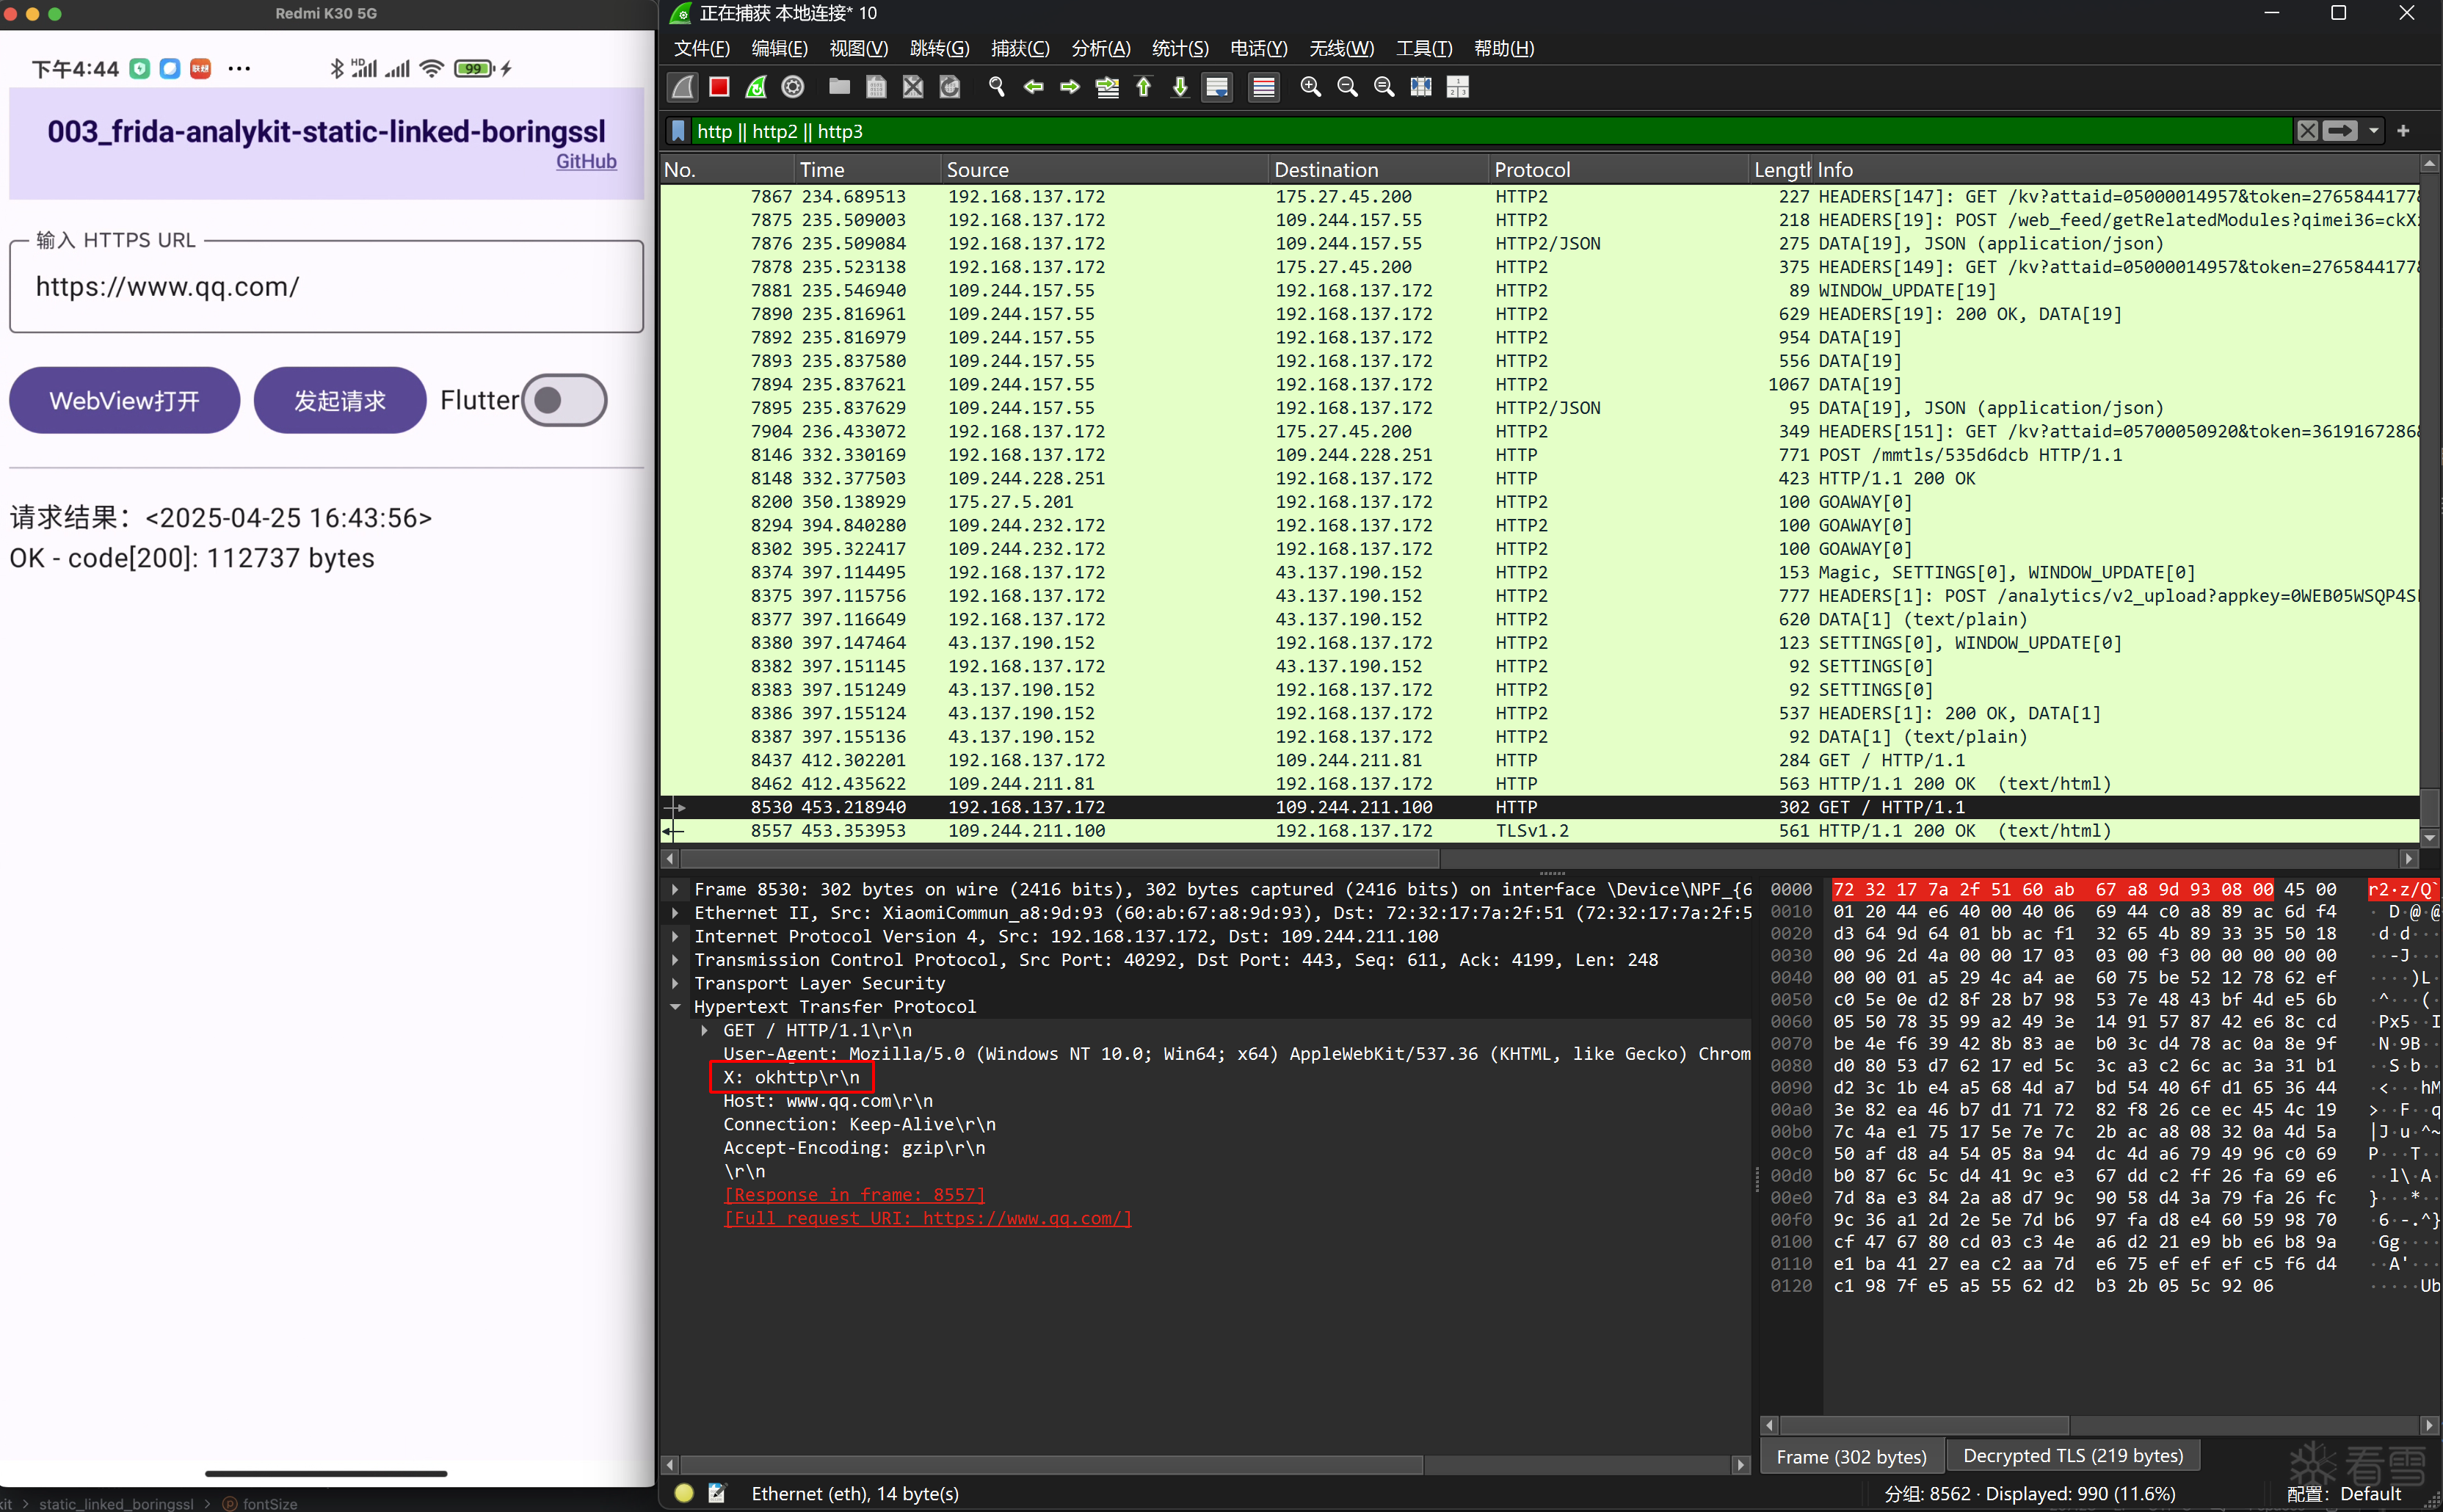 Redmi K30 5G
下午4:44
99
003_frida-analykit-static-linked-boringssl
GitHub
输入 HTTPS URL
https://www.qq.com/
WebView打开 发起请求 Flutter
请求结果：<2025-04-25 16:43:56>
OK - code[200]: 112737 bytes
static_linked_boringssl > fontSize
正在捕获 本地连接* 10
文件(F) 编辑(E) 视图(V) 跳转(G) 捕获(C) 分析(A) 统计(S) 电话(Y) 无线(W) 工具(T) 帮助(H)
http || http2 || http3
No. Time Source Destination Protocol Length Info
7867 234.689513 192.168.137.172 175.27.45.200 HTTP2 227 HEADERS[147]: GET /kv?attaid=05000014957&token=2765844177&
7875 235.509003 192.168.137.172 109.244.157.55 HTTP2 218 HEADERS[19]: POST /web_feed/getRelatedModules?qimei36=ckX
7876 235.509084 192.168.137.172 109.244.157.55 HTTP2/JSON 275 DATA[19], JSON (application/json)
7878 235.523138 192.168.137.172 175.27.45.200 HTTP2 375 HEADERS[149]: GET /kv?attaid=05000014957&token=2765844177&
7881 235.546940 109.244.157.55 192.168.137.172 HTTP2 89 WINDOW_UPDATE[19]
7890 235.816961 109.244.157.55 192.168.137.172 HTTP2 629 HEADERS[19]: 200 OK, DATA[19]
7892 235.816979 109.244.157.55 192.168.137.172 HTTP2 954 DATA[19]
7893 235.837580 109.244.157.55 192.168.137.172 HTTP2 556 DATA[19]
7894 235.837621 109.244.157.55 192.168.137.172 HTTP2 1067 DATA[19]
7895 235.837629 109.244.157.55 192.168.137.172 HTTP2/JSON 95 DATA[19], JSON (application/json)
7904 236.433072 192.168.137.172 175.27.45.200 HTTP2 349 HEADERS[151]: GET /kv?attaid=05700050920&token=3619167286&
8146 332.330169 192.168.137.172 109.244.228.251 HTTP 771 POST /mmtls/535d6dcb HTTP/1.1
8148 332.377503 109.244.228.251 192.168.137.172 HTTP 423 HTTP/1.1 200 OK
8200 350.138929 175.27.5.201 192.168.137.172 HTTP2 100 GOAWAY[0]
8294 394.840280 109.244.232.172 192.168.137.172 HTTP2 100 GOAWAY[0]
8302 395.322417 109.244.232.172 192.168.137.172 HTTP2 100 GOAWAY[0]
8374 397.114495 192.168.137.172 43.137.190.152 HTTP2 153 Magic, SETTINGS[0], WINDOW_UPDATE[0]
8375 397.115756 192.168.137.172 43.137.190.152 HTTP2 777 HEADERS[1]: POST /analytics/v2_upload?appkey=0WEB05WSQP4S
8377 397.116649 192.168.137.172 43.137.190.152 HTTP2 620 DATA[1] (text/plain)
8380 397.147464 43.137.190.152 192.168.137.172 HTTP2 123 SETTINGS[0], WINDOW_UPDATE[0]
8382 397.151145 192.168.137.172 43.137.190.152 HTTP2 92 SETTINGS[0]
8383 397.151249 43.137.190.152 192.168.137.172 HTTP2 92 SETTINGS[0]
8386 397.155124 43.137.190.152 192.168.137.172 HTTP2 537 HEADERS[1]: 200 OK, DATA[1]
8387 397.155136 43.137.190.152 192.168.137.172 HTTP2 92 DATA[1] (text/plain)
8437 412.302201 192.168.137.172 109.244.211.81 HTTP 284 GET / HTTP/1.1
8462 412.435622 109.244.211.81 192.168.137.172 HTTP 563 HTTP/1.1 200 OK (text/html)
8530 453.218940 192.168.137.172 109.244.211.100 HTTP 302 GET / HTTP/1.1
8557 453.353953 109.244.211.100 192.168.137.172 TLSv1.2 561 HTTP/1.1 200 OK (text/html)
Frame 8530: 302 bytes on wire (2416 bits), 302 bytes captured (2416 bits) on interface \Device\NPF_{6
Ethernet II, Src: XiaomiCommun_a8:9d:93 (60:ab:67:a8:9d:93), Dst: 72:32:17:7a:2f:51 (72:32:17:7a:2f:5
Internet Protocol Version 4, Src: 192.168.137.172, Dst: 109.244.211.100
Transmission Control Protocol, Src Port: 40292, Dst Port: 443, Seq: 611, Ack: 4199, Len: 248
Transport Layer Security
Hypertext Transfer Protocol
GET / HTTP/1.1\r\n
User-Agent: Mozilla/5.0 (Windows NT 10.0; Win64; x64) AppleWebKit/537.36 (KHTML, like Gecko) Chrom
X: okhttp\r\n
Host: www.qq.com\r\n
Connection: Keep-Alive\r\n
Accept-Encoding: gzip\r\n
\r\n
[Response in frame: 8557]
[Full request URI: https://www.qq.com/]
0000 72 32 17 7a 2f 51 60 ab 67 a8 9d 93 08 00 45 00 r2·z/Q`
0010 01 20 44 e6 40 00 40 06 69 44 c0 a8 89 ac 6d f4 · D·@·@
0020 d3 64 9d 64 01 bb ac f1 32 65 4b 89 33 35 50 18 ·d·d···
0030 00 96 2d 4a 00 00 17 03 03 00 f3 00 00 00 00 00 ··-J···
0040 00 00 01 a5 29 4c a4 ae 60 75 be 52 12 78 62 ef ····)L·
0050 c0 5e 0e d2 8f 28 b7 98 53 7e 48 43 bf 4d e5 6b ·^···(·
0060 05 50 78 35 99 a2 49 3e 14 91 57 87 42 e6 8c cd ·Px5··I
0070 be 4e f6 39 42 8b 83 ae b0 3c d4 78 ac 0a 8e 9f ·N·9B··
0080 d0 80 53 d7 62 17 ed 5c 3c a3 c2 6c ac 3a 31 b1 ··S·b··
0090 d2 3c 1b e4 a5 68 4d a7 bd 54 40 6f d1 65 36 44 ·<···hM
00a0 3e 82 ea 46 b7 d1 71 72 82 f8 26 ce ec 45 4c 19 >··F··q
00b0 7c 4a e1 75 17 5e 7e 7c 2b ac a8 08 32 0a 4d 5a |J·u·^~
00c0 50 af d8 a4 54 05 8a 94 dc 4d a6 79 49 96 c0 69 P···T··
00d0 b0 87 6c 5c d4 41 9c e3 67 dd c2 ff 26 fa 69 e6 ··l\·A·
00e0 7d 8a e3 84 2a a8 d7 9c 90 58 d4 3a 79 fa 26 fc }···*··
00f0 9c 36 a1 2d 2e 5e 7d b6 97 fa d8 e4 60 59 98 70 ·6·-.^}
0100 cf 47 67 80 cd 03 c3 4e a6 d2 21 e9 bb e6 b8 9a ·Gg····
0110 e1 ba 41 27 ea c2 aa 7d e6 75 ef ef ef c5 f6 d4 ··A'···
0120 c1 98 7f e5 a5 55 62 d2 b3 2b 05 5c 92 06 ·····Ub
Frame (302 bytes) Decrypted TLS (219 bytes)
看雪
Ethernet (eth), 14 byte(s) 分组: 8562 · Displayed: 990 (11.6%) 配置: Default